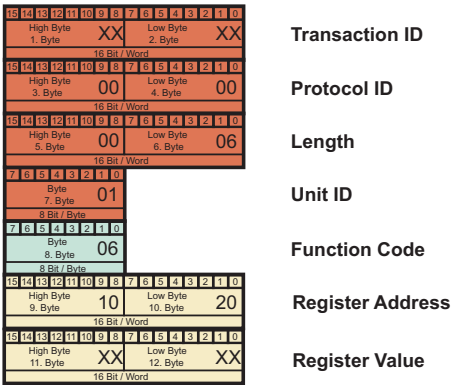 15 14 13 12 11 10 9 8 7 6 5 4 3 2 1 0
High Byte 1. Byte XX Low Byte 2. Byte XX Transaction ID
16 Bit / Word
15 14 13 12 11 10 9 8 7 6 5 4 3 2 1 0
High Byte 3. Byte 00 Low Byte 4. Byte 00 Protocol ID
16 Bit / Word
15 14 13 12 11 10 9 8 7 6 5 4 3 2 1 0
High Byte 5. Byte 00 Low Byte 6. Byte 06 Length
16 Bit / Word
7 6 5 4 3 2 1 0
Byte 7. Byte 01 Unit ID
8 Bit / Byte
7 6 5 4 3 2 1 0
Byte 8. Byte 06 Function Code
8 Bit / Byte
15 14 13 12 11 10 9 8 7 6 5 4 3 2 1 0
High Byte 9. Byte 10 Low Byte 10. Byte 20 Register Address
16 Bit / Word
15 14 13 12 11 10 9 8 7 6 5 4 3 2 1 0
High Byte 11. Byte XX Low Byte 12. Byte XX Register Value
16 Bit / Word